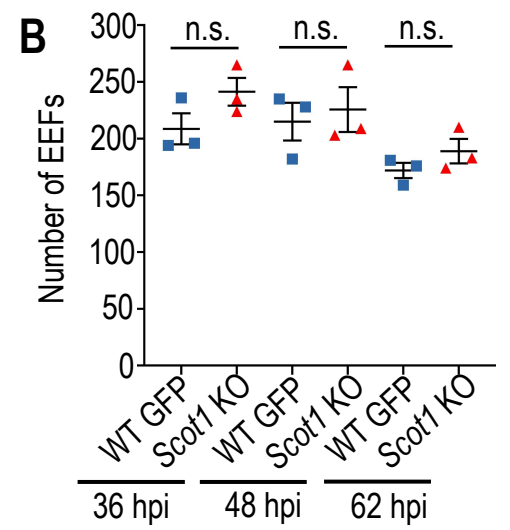 B
n.s. n.s. n.s.
Number of EEFs
300
250
200
150
100
50
0
WT GFP
Scot1 KO
WT GFP
Scot1 KO
WT GFP
Scot1 KO
36 hpi 48 hpi 62 hpi